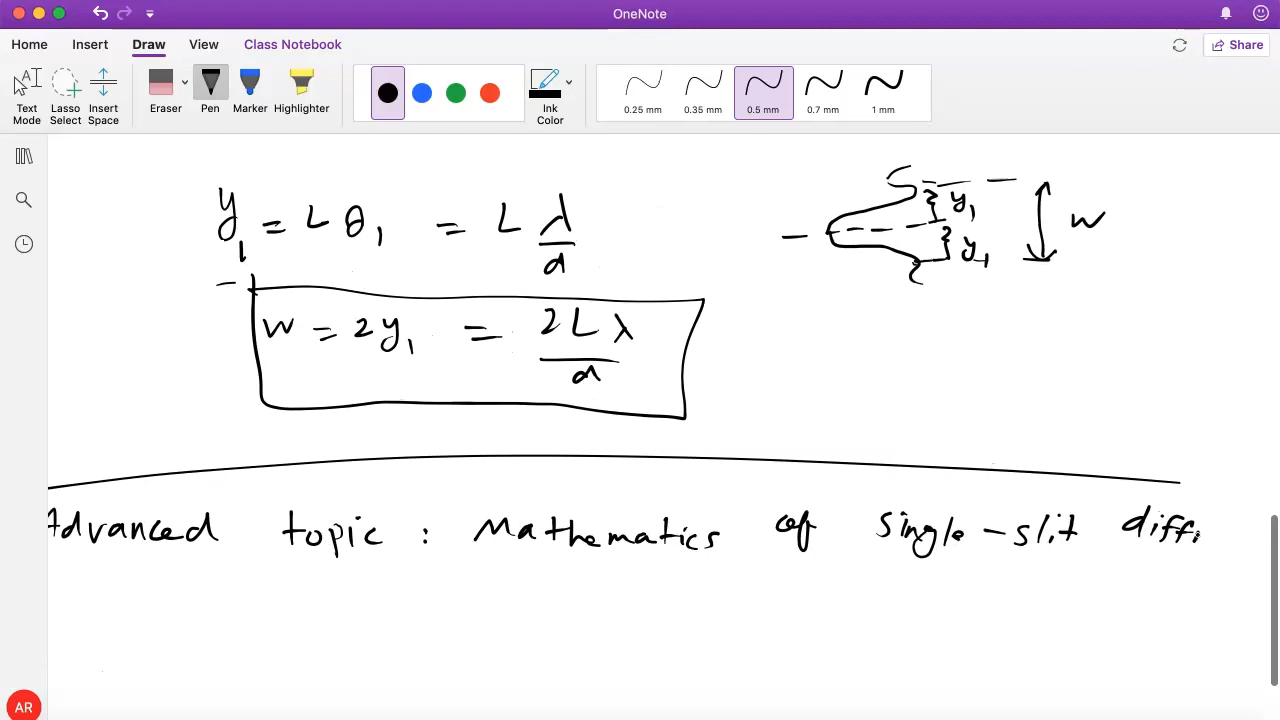 OneNote
Home Insert Draw View Class Notebook Share
Text Mode Lasso Select Insert Space Eraser Pen Marker Highlighter Ink Color 0.25 mm 0.35 mm 0.5 mm 0.7 mm 1 mm
y₁ = L θ₁ = L λ/a
y₁
y₁
w
w = 2y₁ = 2Lλ/a
Advanced topic : Mathematics of single-slit diff
AR